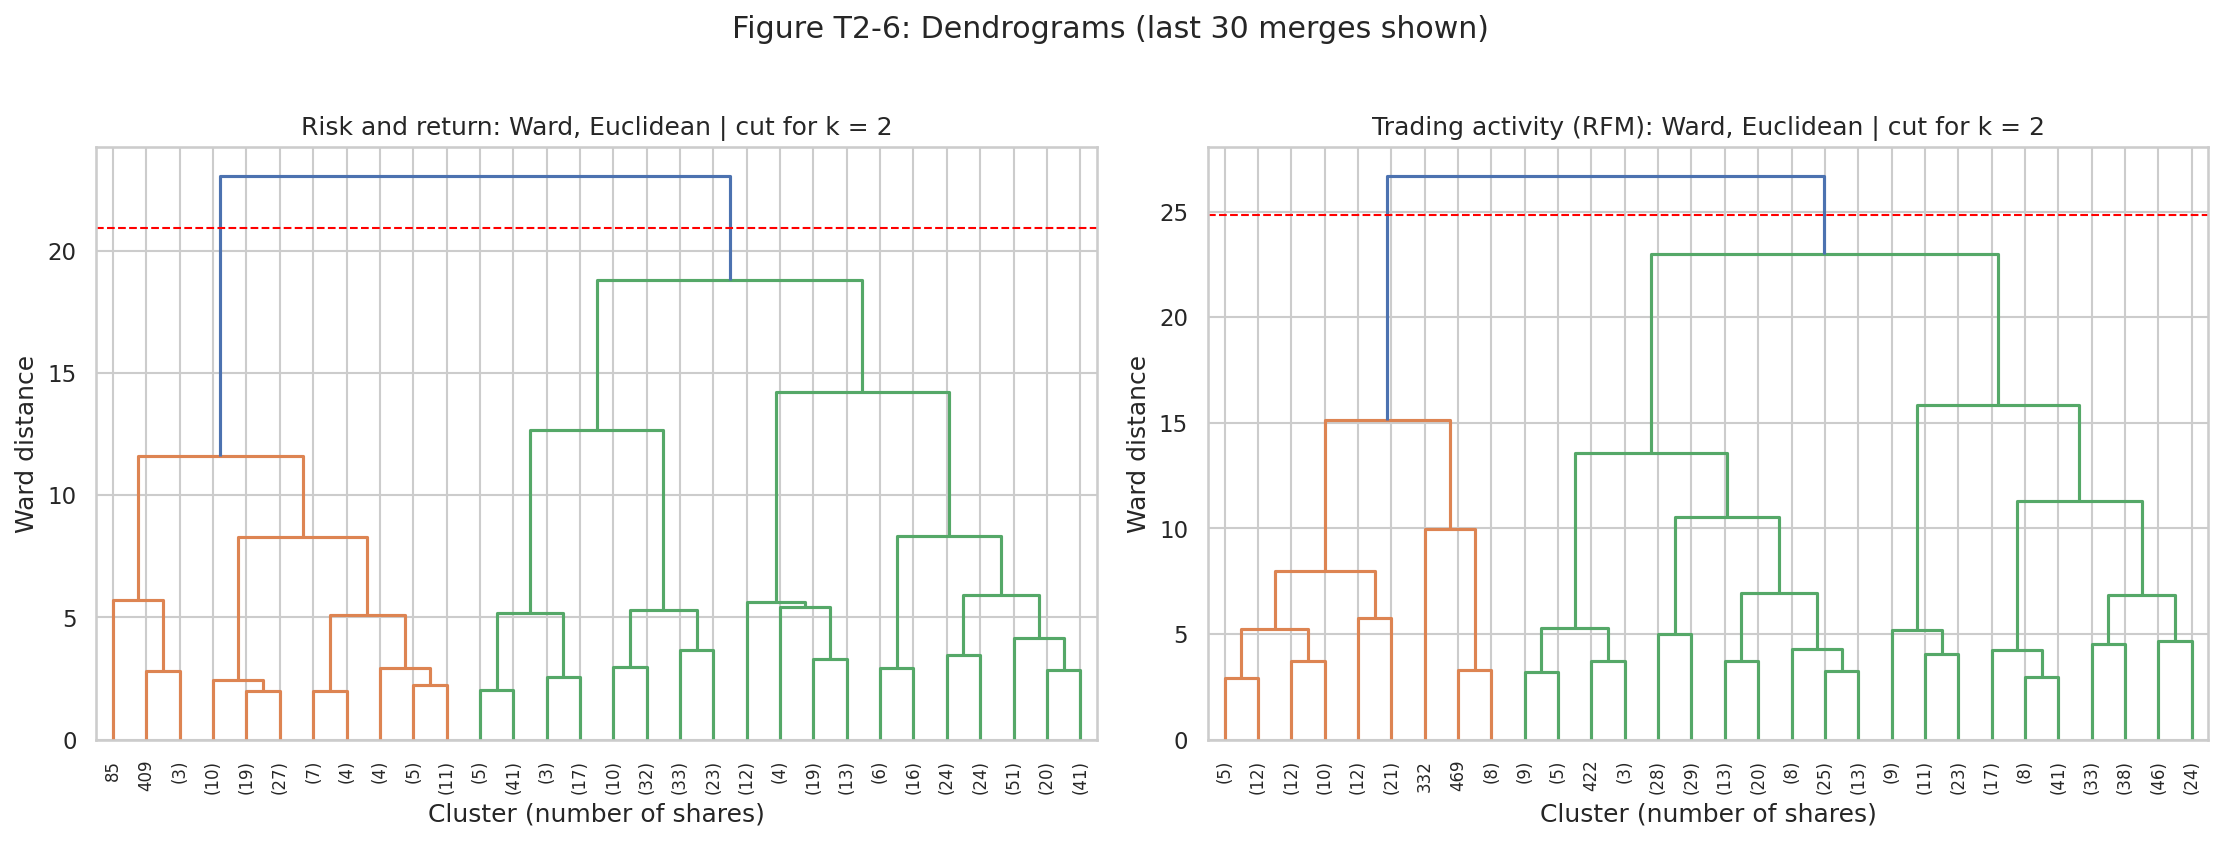 Figure T2-6: Dendrograms (last 30 merges shown)
Risk and return: Ward, Euclidean | cut for k = 2
Ward distance
20
15
10
5
0
85 409 (3) (10) (19) (27) (7) (4) (4) (5) (11) (5) (41) (3) (17) (10) (32) (33) (23) (12) (4) (19) (13) (6) (16) (24) (24) (51) (20) (41)
Cluster (number of shares)
Trading activity (RFM): Ward, Euclidean | cut for k = 2
Ward distance
25
20
15
10
5
0
(5) (12) (12) (10) (12) (21) 332 469 (8) (9) (5) 422 (3) (28) (29) (13) (20) (8) (25) (13) (9) (11) (23) (17) (8) (41) (33) (38) (46) (24)
Cluster (number of shares)